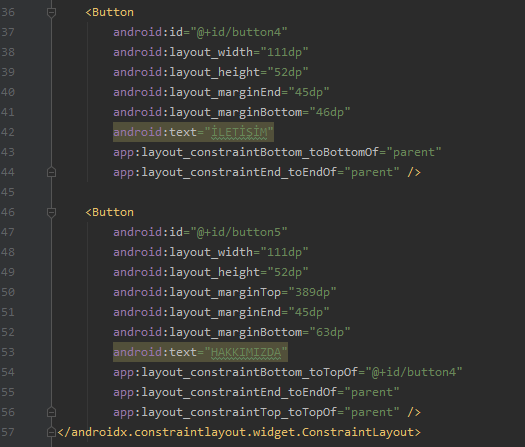 36 <Button
37 android:id="@+id/button4"
38 android:layout_width="111dp"
39 android:layout_height="52dp"
40 android:layout_marginEnd="45dp"
41 android:layout_marginBottom="46dp"
42 android:text="İLETİSİM"
43 app:layout_constraintBottom_toBottomOf="parent"
44 app:layout_constraintEnd_toEndOf="parent" />
45
46 <Button
47 android:id="@+id/button5"
48 android:layout_width="111dp"
49 android:layout_height="52dp"
50 android:layout_marginTop="389dp"
51 android:layout_marginEnd="45dp"
52 android:layout_marginBottom="63dp"
53 android:text="HAKKIMIZDA"
54 app:layout_constraintBottom_toTopOf="@+id/button4"
55 app:layout_constraintEnd_toEndOf="parent"
56 app:layout_constraintTop_toTopOf="parent" />
57 </androidx.constraintlayout.widget.ConstraintLayout>